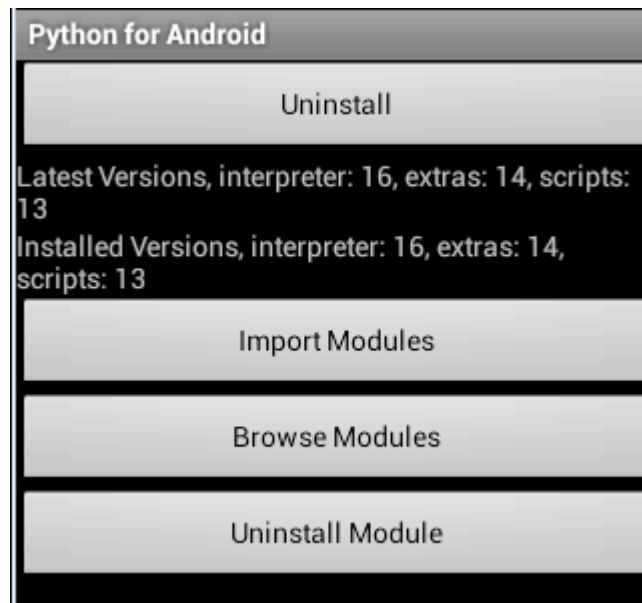 Python for Android
Uninstall
Latest Versions, interpreter: 16, extras: 14, scripts:
13
Installed Versions, interpreter: 16, extras: 14,
scripts: 13
Import Modules
Browse Modules
Uninstall Module